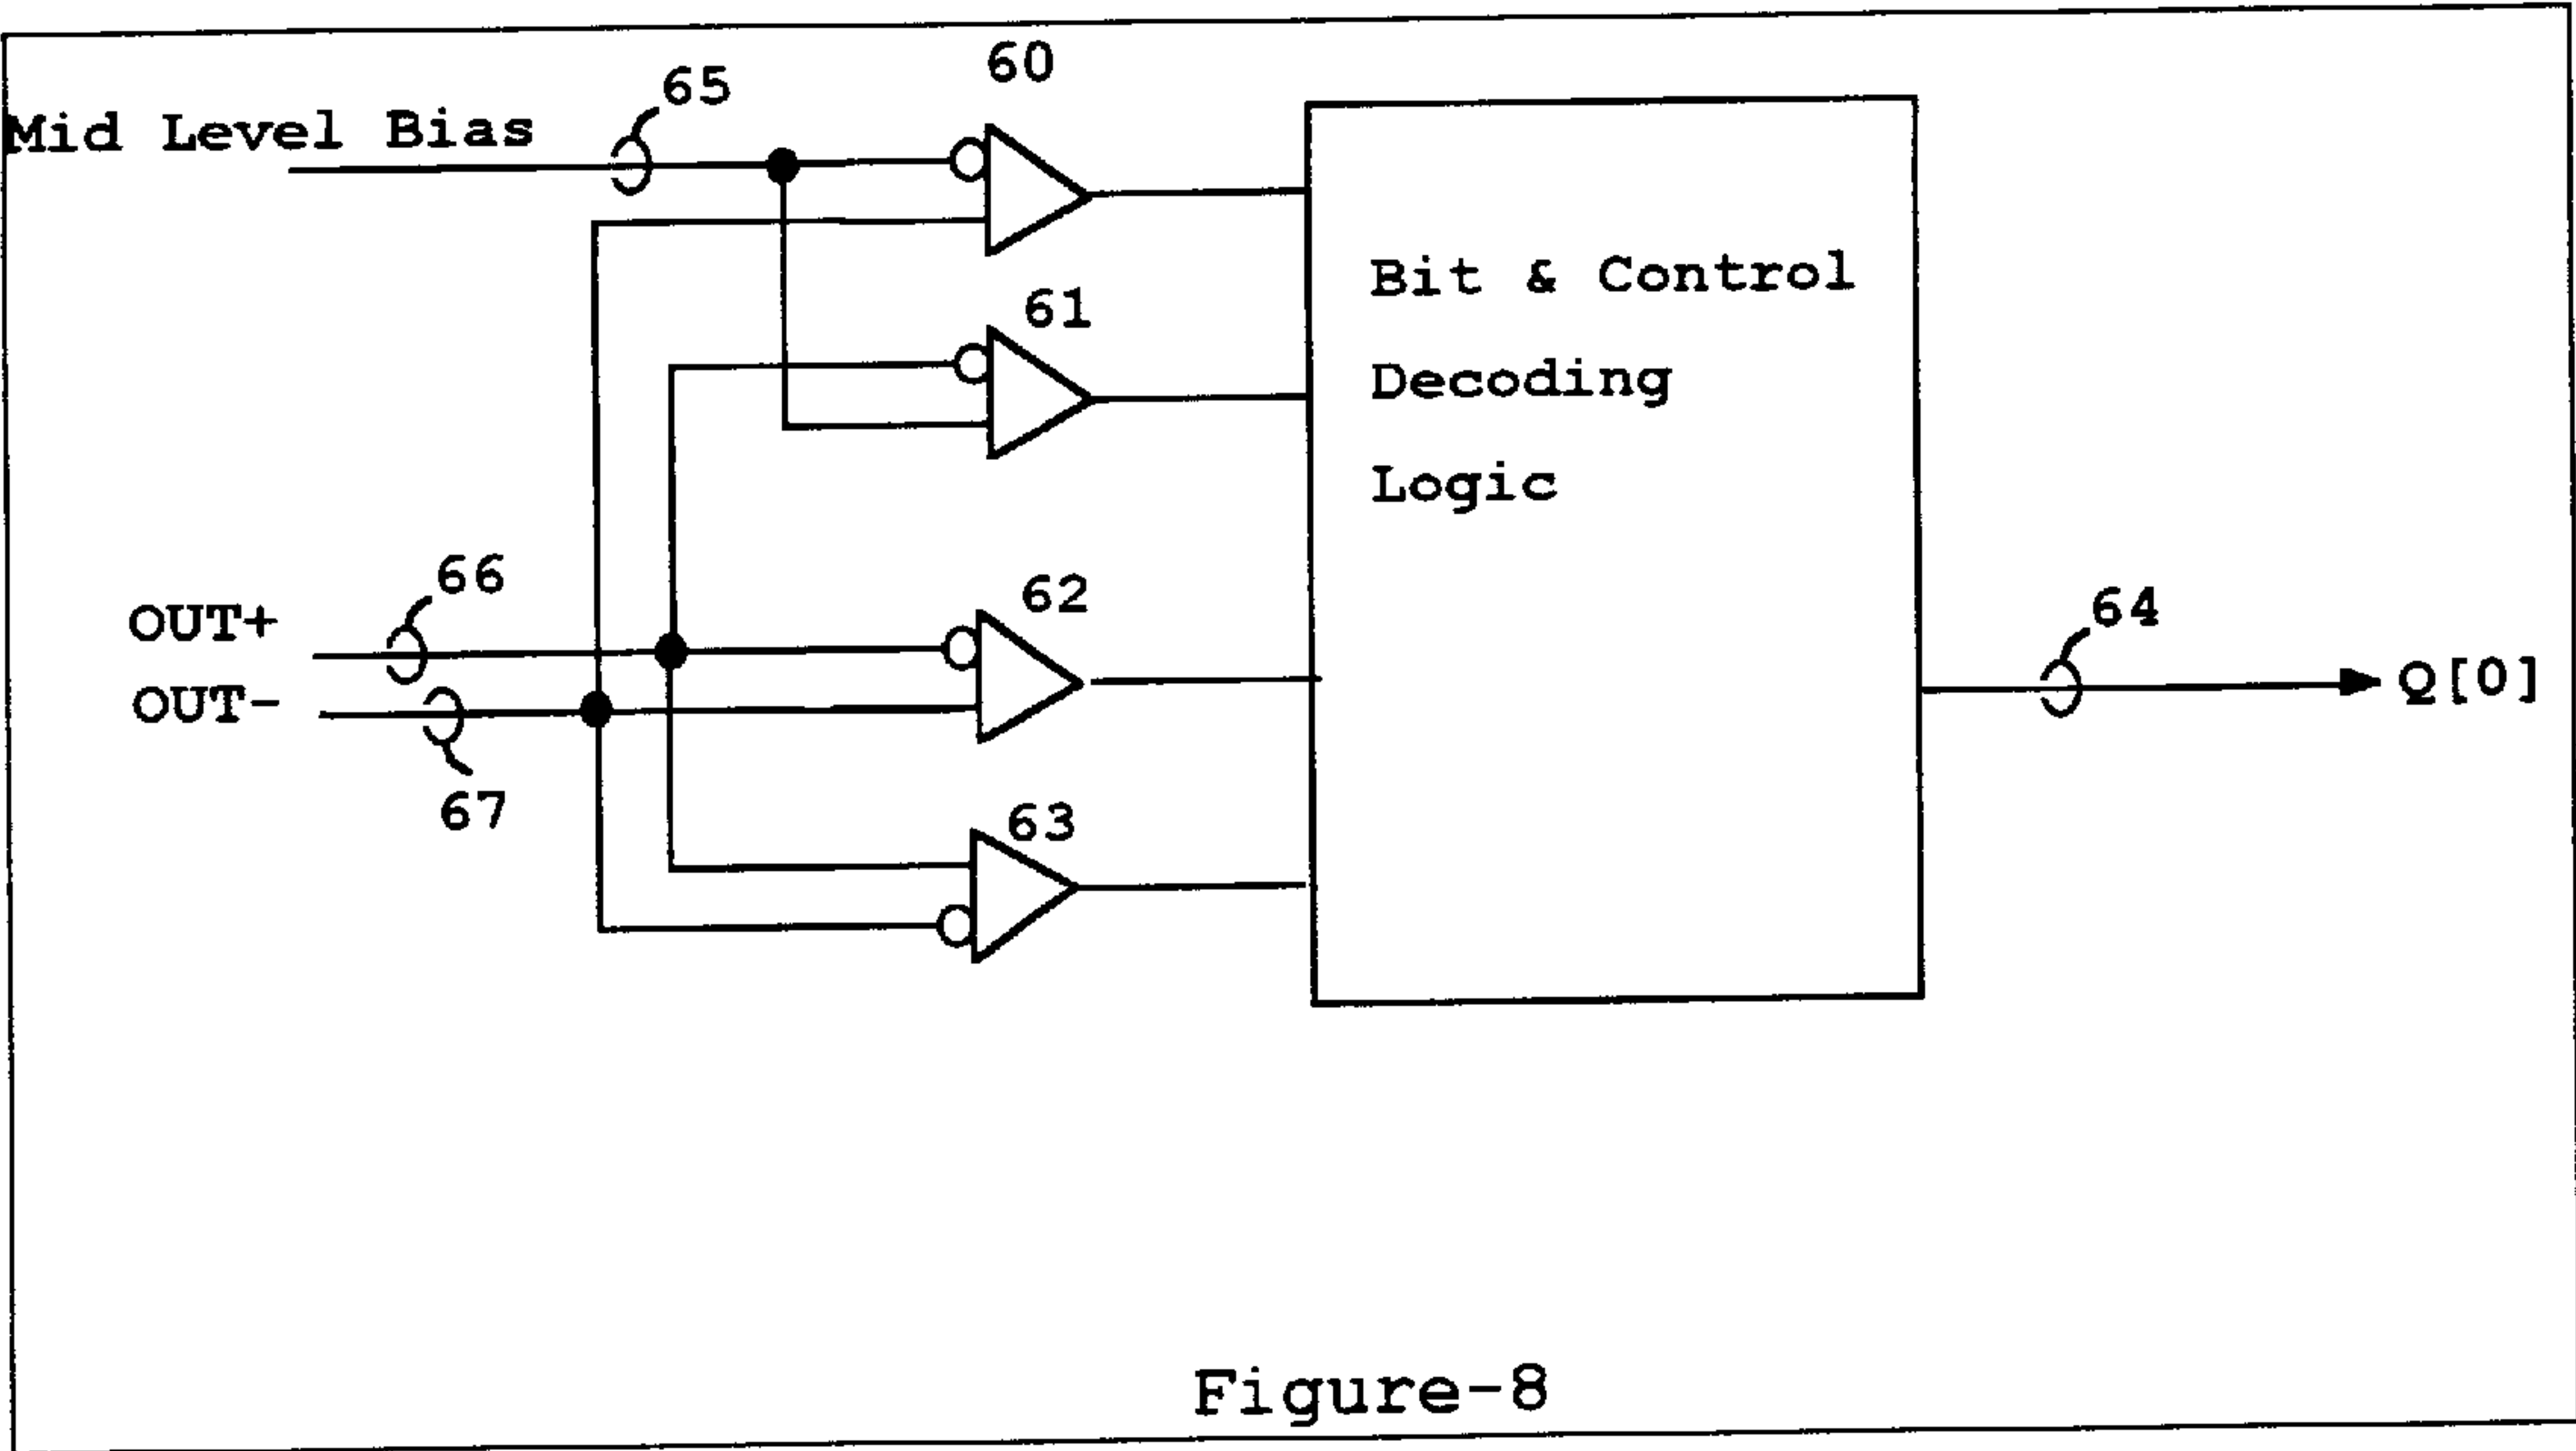 60
65
Mid Level Bias
Bit & Control
61
Decoding
Logic
66
62
OUT+
64
OUT-
Q[0]
67
63
Figure-8